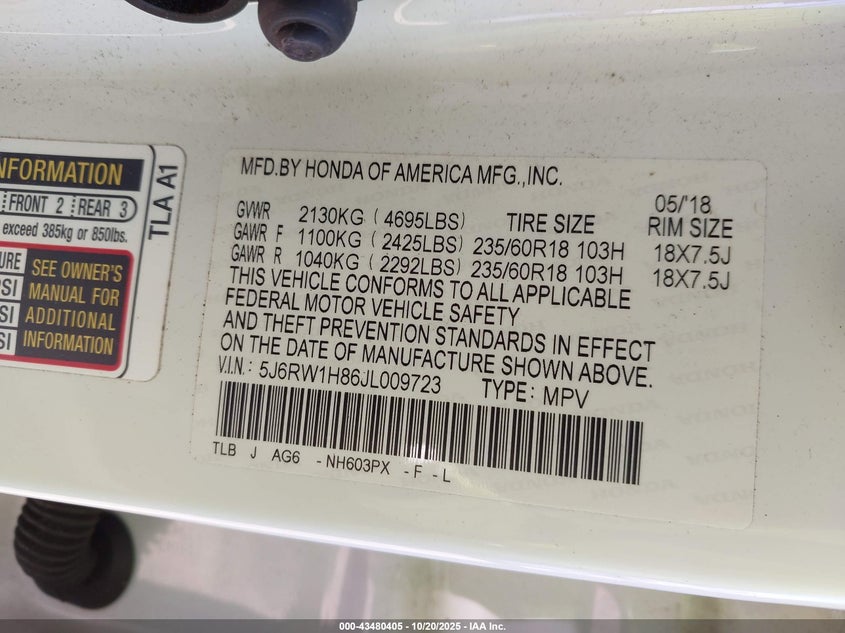 NFORMATION
FRONT 2 REAR 3
exceed 385kg or 850lbs.
SEE OWNER'S
MANUAL FOR
ADDITIONAL
INFORMATION
URE
PSI
SI
SI
TLA A1
MFD.BY HONDA OF AMERICA MFG.,INC.
05/'18
GVWR 2130KG (4695LBS) TIRE SIZE RIM SIZE
GAWR F 1100KG (2425LBS) 235/60R18 103H 18X7.5J
GAWR R 1040KG (2292LBS) 235/60R18 103H 18X7.5J
THIS VEHICLE CONFORMS TO ALL APPLICABLE
FEDERAL MOTOR VEHICLE SAFETY
AND THEFT PREVENTION STANDARDS IN EFFECT
ON THE DATE OF MANUFACTURE SHOWN ABOVE.
V.I.N.: 5J6RW1H86JL009723 TYPE: MPV
TLB J AG6 -NH603PX -F-L
000-43480405 - 10/20/2025 - IAA Inc.